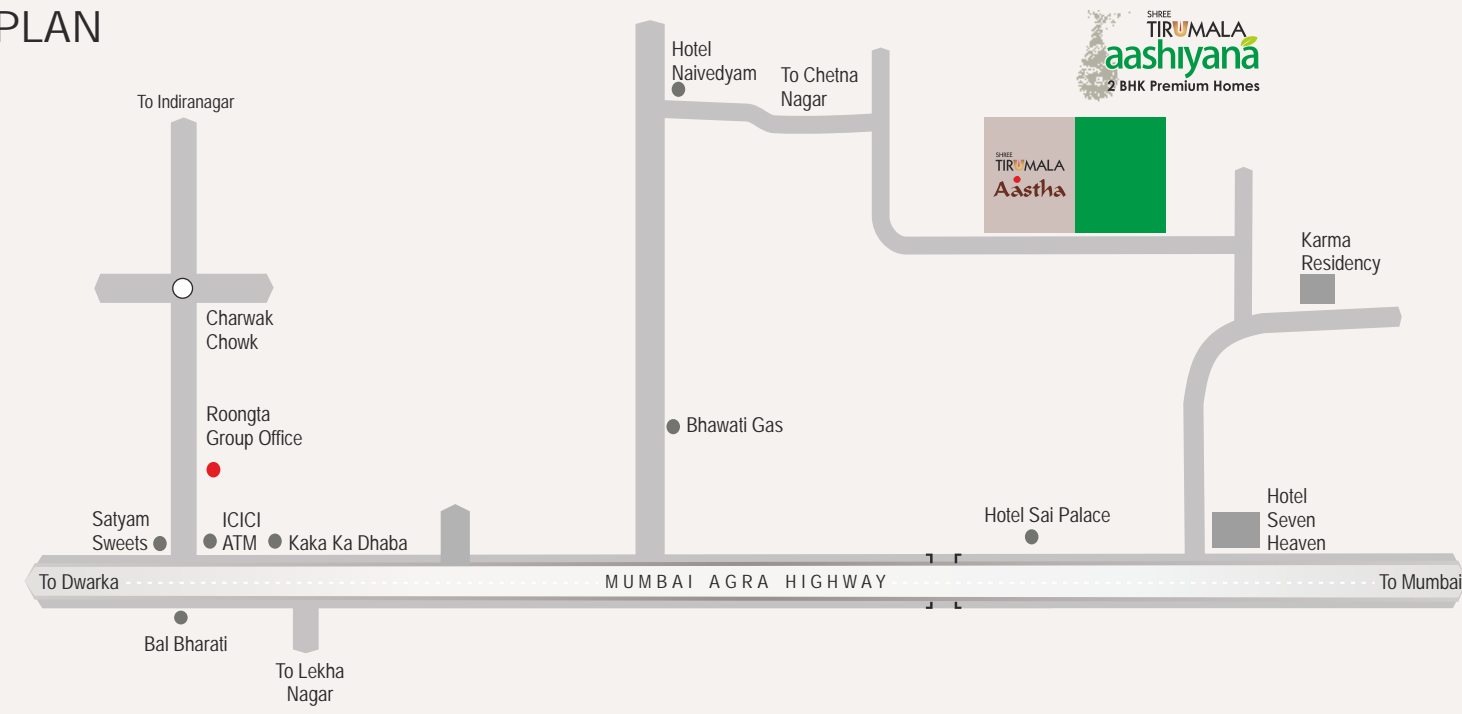 PLAN
SHREE
TIRUMALA
aashiyana
2 BHK Premium Homes
Hotel
Naivedyam
To Chetna
Nagar
To Indiranagar
SHREE
TIRUMALA
Aastha
Karma
Residency
Charwak
Chowk
Roongta
Group Office
Bhawati Gas
Satyam
Sweets
ICICI
ATM
Kaka Ka Dhaba
Hotel Sai Palace
Hotel
Seven
Heaven
To Dwarka
MUMBAI AGRA HIGHWAY
To Mumbai
Bal Bharati
To Lekha
Nagar